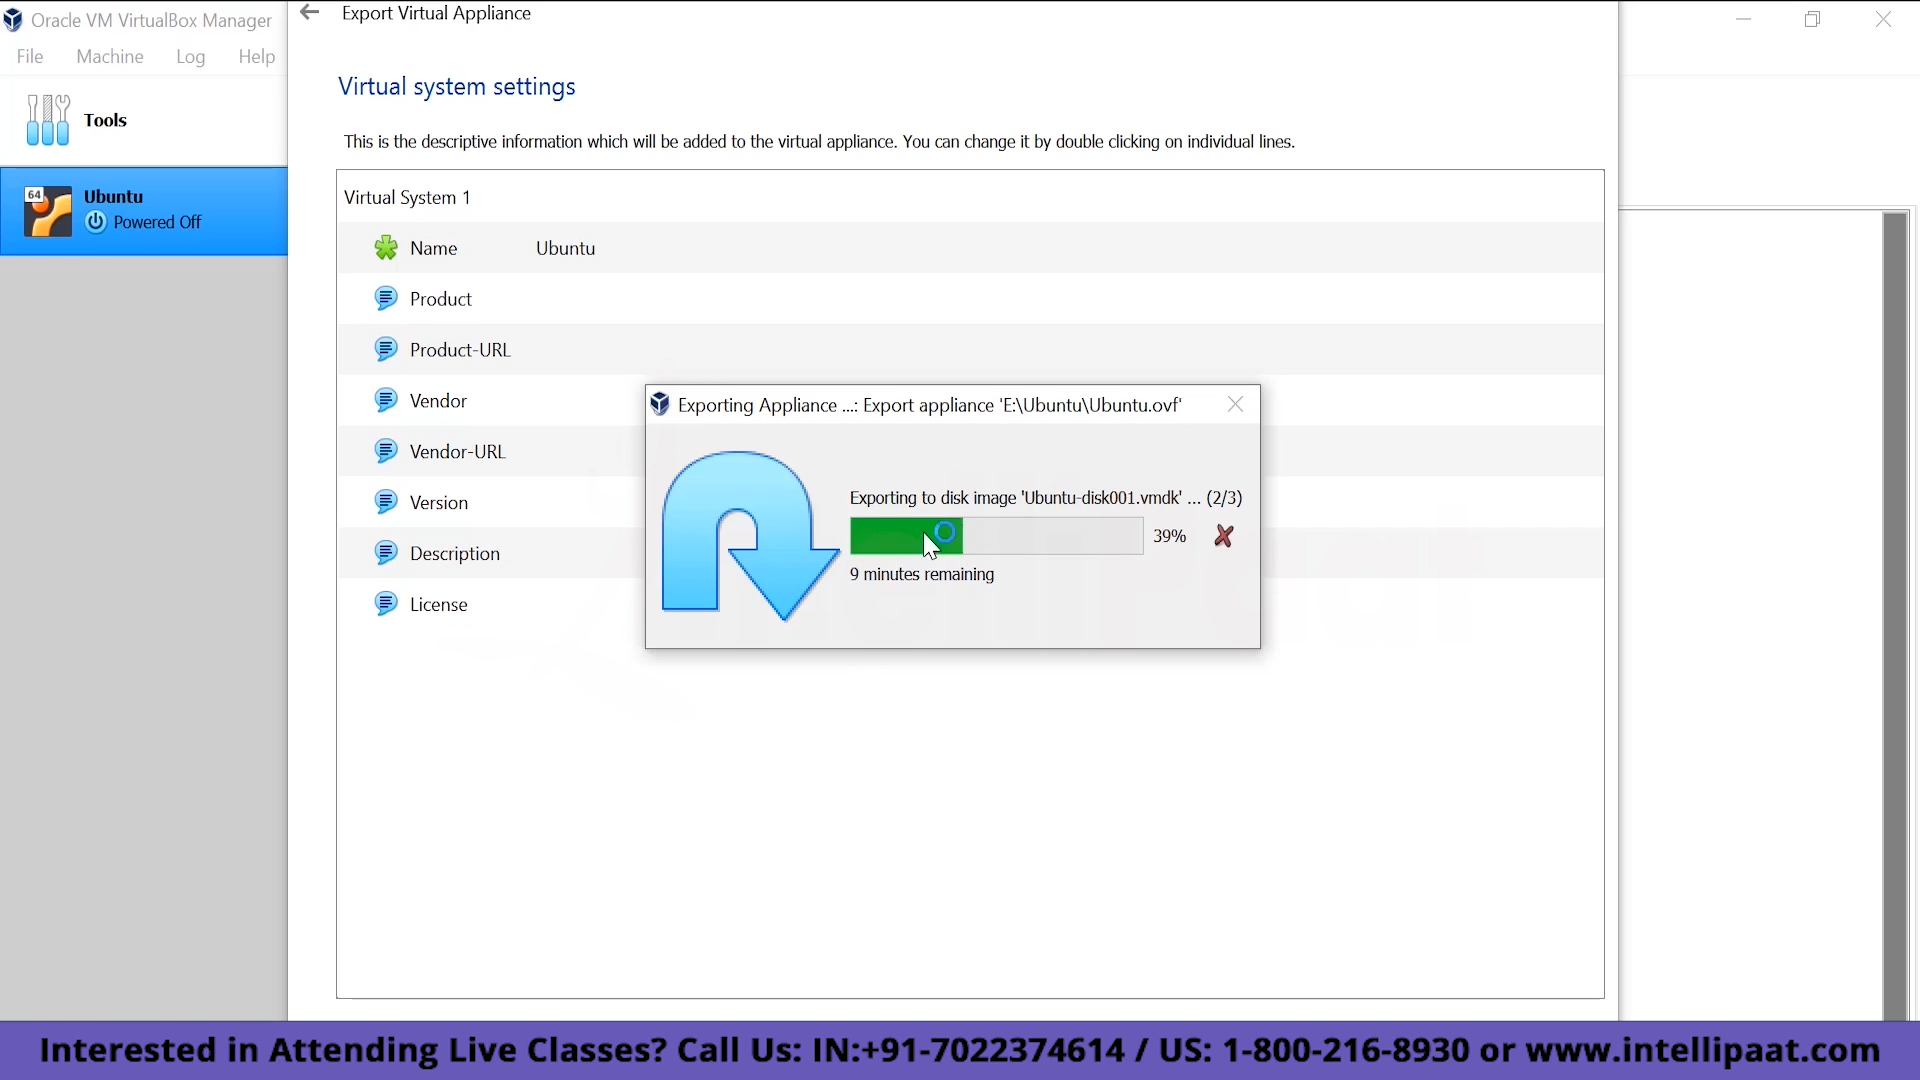 Oracle VM VirtualBox Manager
File Machine Log Help
Tools
64
Ubuntu
Powered Off
Export Virtual Appliance
Virtual system settings
This is the descriptive information which will be added to the virtual appliance. You can change it by double clicking on individual lines.
Virtual System 1
Name Ubuntu
Product
Product-URL
Vendor
Vendor-URL
Version
Description
License
Exporting Appliance ...: Export appliance 'E:\Ubuntu\Ubuntu.ovf'
Exporting to disk image 'Ubuntu-disk001.vmdk' ... (2/3)
39%
9 minutes remaining
Interested in Attending Live Classes? Call Us: IN:+91-7022374614 / US: 1-800-216-8930 or www.intellipaat.com